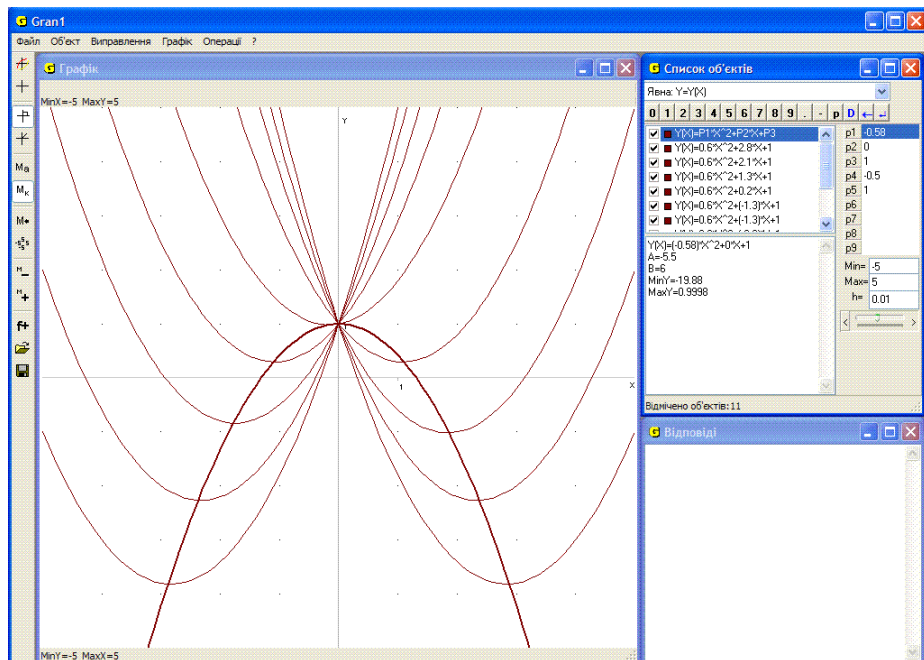 Gran1
Файл Об'єкт Виправлення Графік Операції ?
Графік
MinX=-5 MaxY=5
Y
1
1
X
MinY=-5 MaxX=5
Список об'єктів
Явна: Y=Y(X)
0 1 2 3 4 5 6 7 8 9 . - p D
Y(X)=P1*X^2+P2*X+P3
Y(X)=0.6*X^2+2.8*X+1
Y(X)=0.6*X^2+2.1*X+1
Y(X)=0.6*X^2+1.3*X+1
Y(X)=0.6*X^2+0.2*X+1
Y(X)=0.6*X^2+(-1.3)*X+1
Y(X)=0.6*X^2+(-1.3)*X+1
p1 -0.58
p2 0
p3 1
p4 -0.5
p5 1
p6
p7
p8
p9
Y(X)=(-0.58)*X^2+0*X+1
A=-5.5
B=6
MinY=-19.88
MaxY=0.9998
Min= -5
Max= 5
h= 0.01
Відмічено об'єктів:11
Відповіді